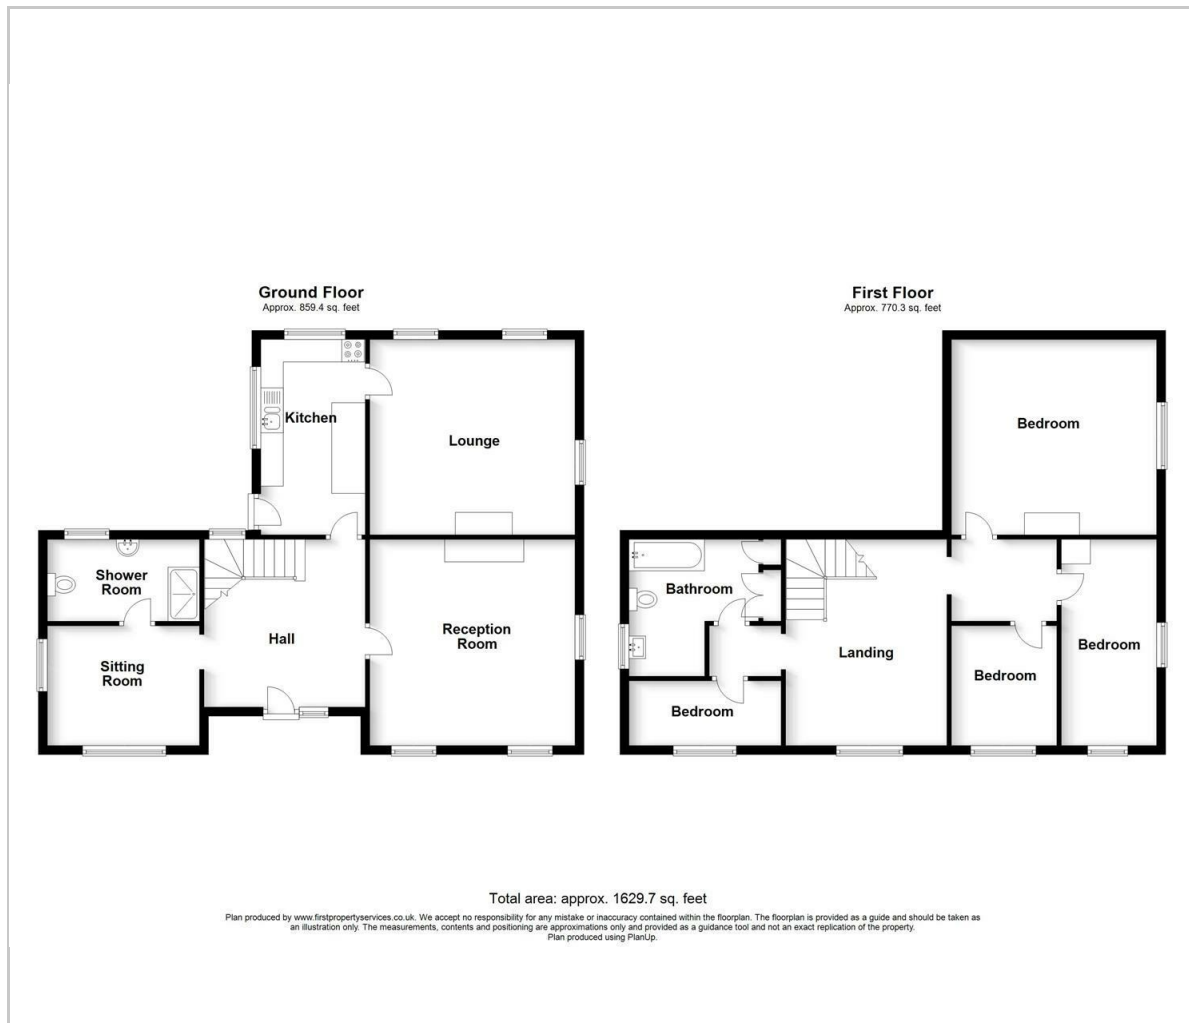 Ground Floor
Approx. 859.4 sq. feet
Kitchen
Lounge
Shower
Room
Hall
Reception
Room
Sitting
Room
First Floor
Approx. 770.3 sq. feet
Bedroom
Bathroom
Landing
Bedroom
Bedroom
Bedroom
Total area: approx. 1629.7 sq. feet
Plan produced by www.firstpropertyservices.co.uk. We accept no responsibility for any mistake or inaccuracy contained within the floorplan. The floorplan is provided as a guide and should be taken as
an illustration only. The measurements, contents and positioning are approximations only and provided as a guidance tool and not an exact replication of the property.
Plan produced using PlanUp.